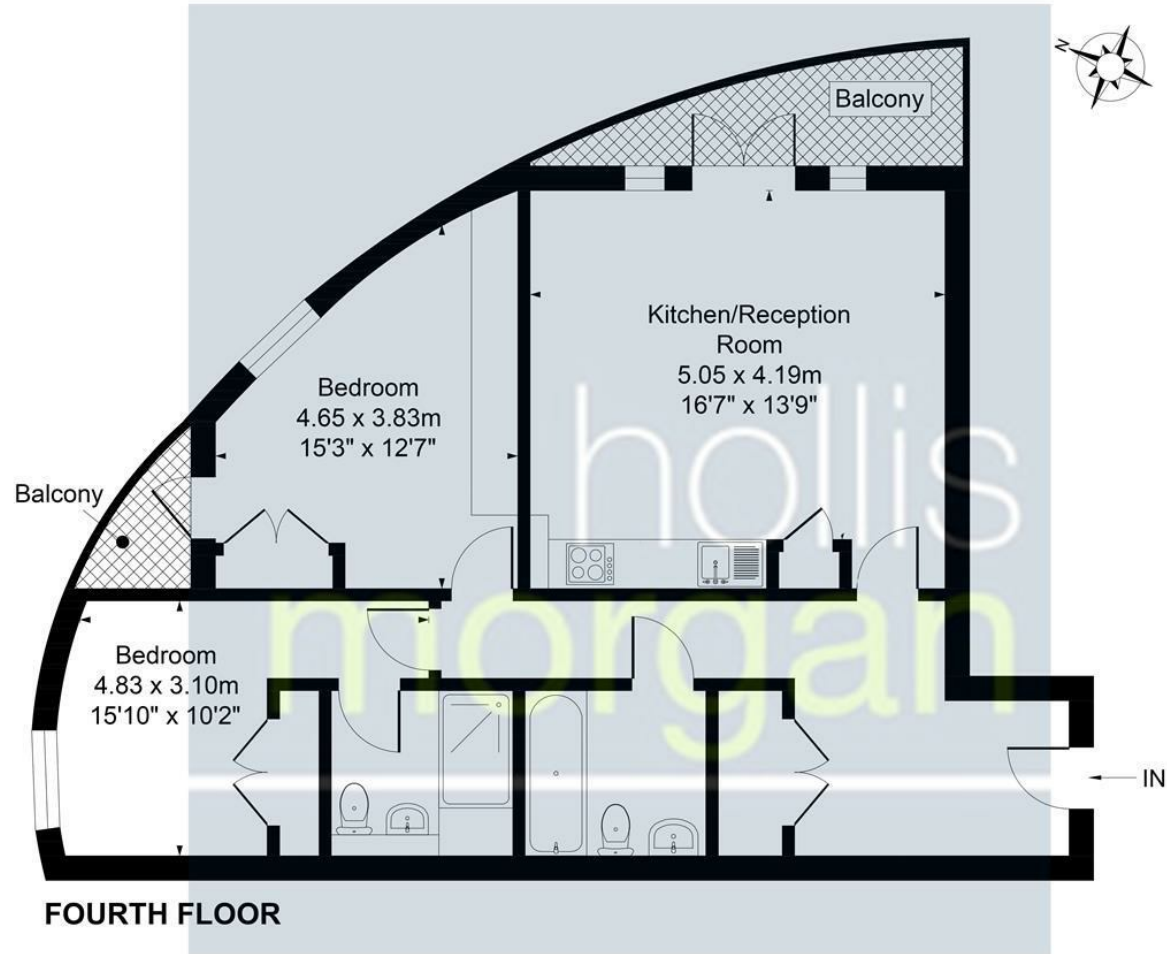 N
Balcony
Kitchen/Reception
Room
5.05 x 4.19m
16'7" x 13'9"
Bedroom
4.65 x 3.83m
15'3" x 12'7"
hollis
Balcony
morgan
Bedroom
4.83 x 3.10m
15'10" x 10'2"
IN
FOURTH FLOOR